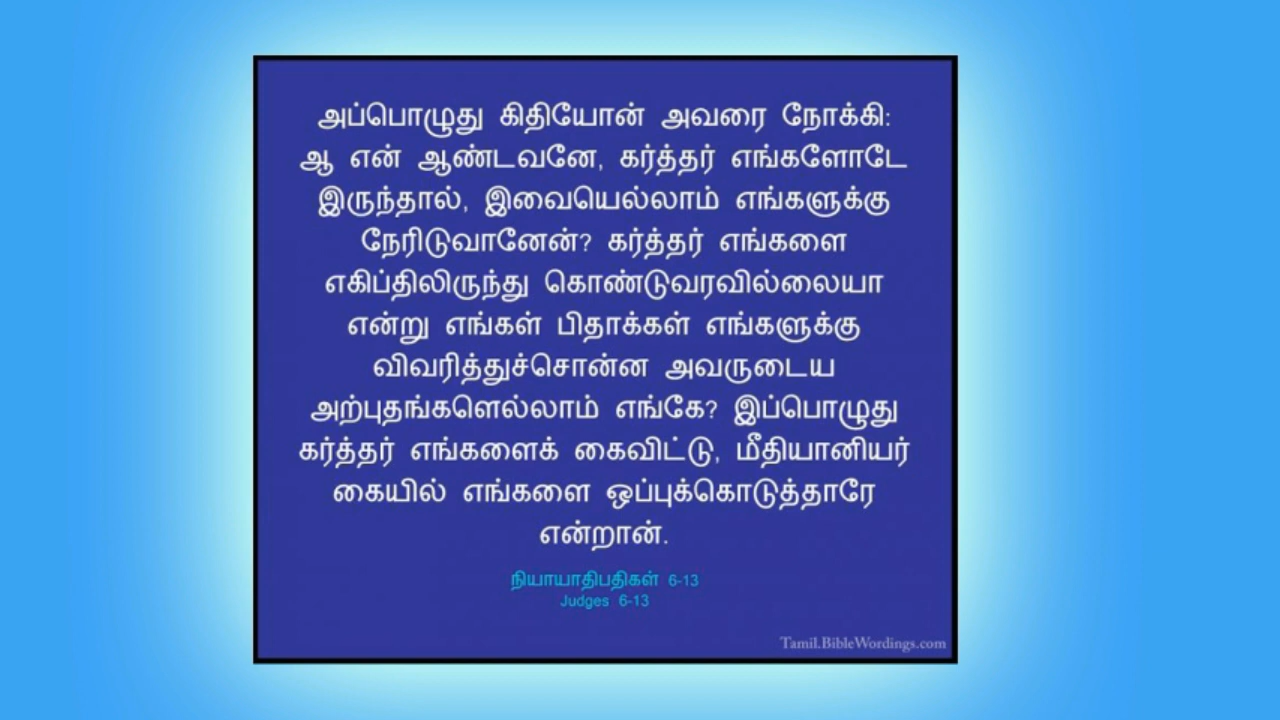 அப்பொழுது கிதியோன் அவரை நோக்கி:
ஆ என் ஆண்டவனே, கர்த்தர் எங்களோடே
இருந்தால், இவையெல்லாம் எங்களுக்கு
நேரிடுவானேன்? கர்த்தர் எங்களை
எகிப்திலிருந்து கொண்டுவரவில்லையா
என்று எங்கள் பிதாக்கள் எங்களுக்கு
விவரித்துச்சொன்ன அவருடைய
அற்புதங்களெல்லாம் எங்கே? இப்பொழுது
கர்த்தர் எங்களைக் கைவிட்டு, மீதியானியர்
கையில் எங்களை ஒப்புக்கொடுத்தாரே
என்றான்.
நியாயாதிபதிகள் 6-13
Judges 6-13
Tamil.BibleWordings.com